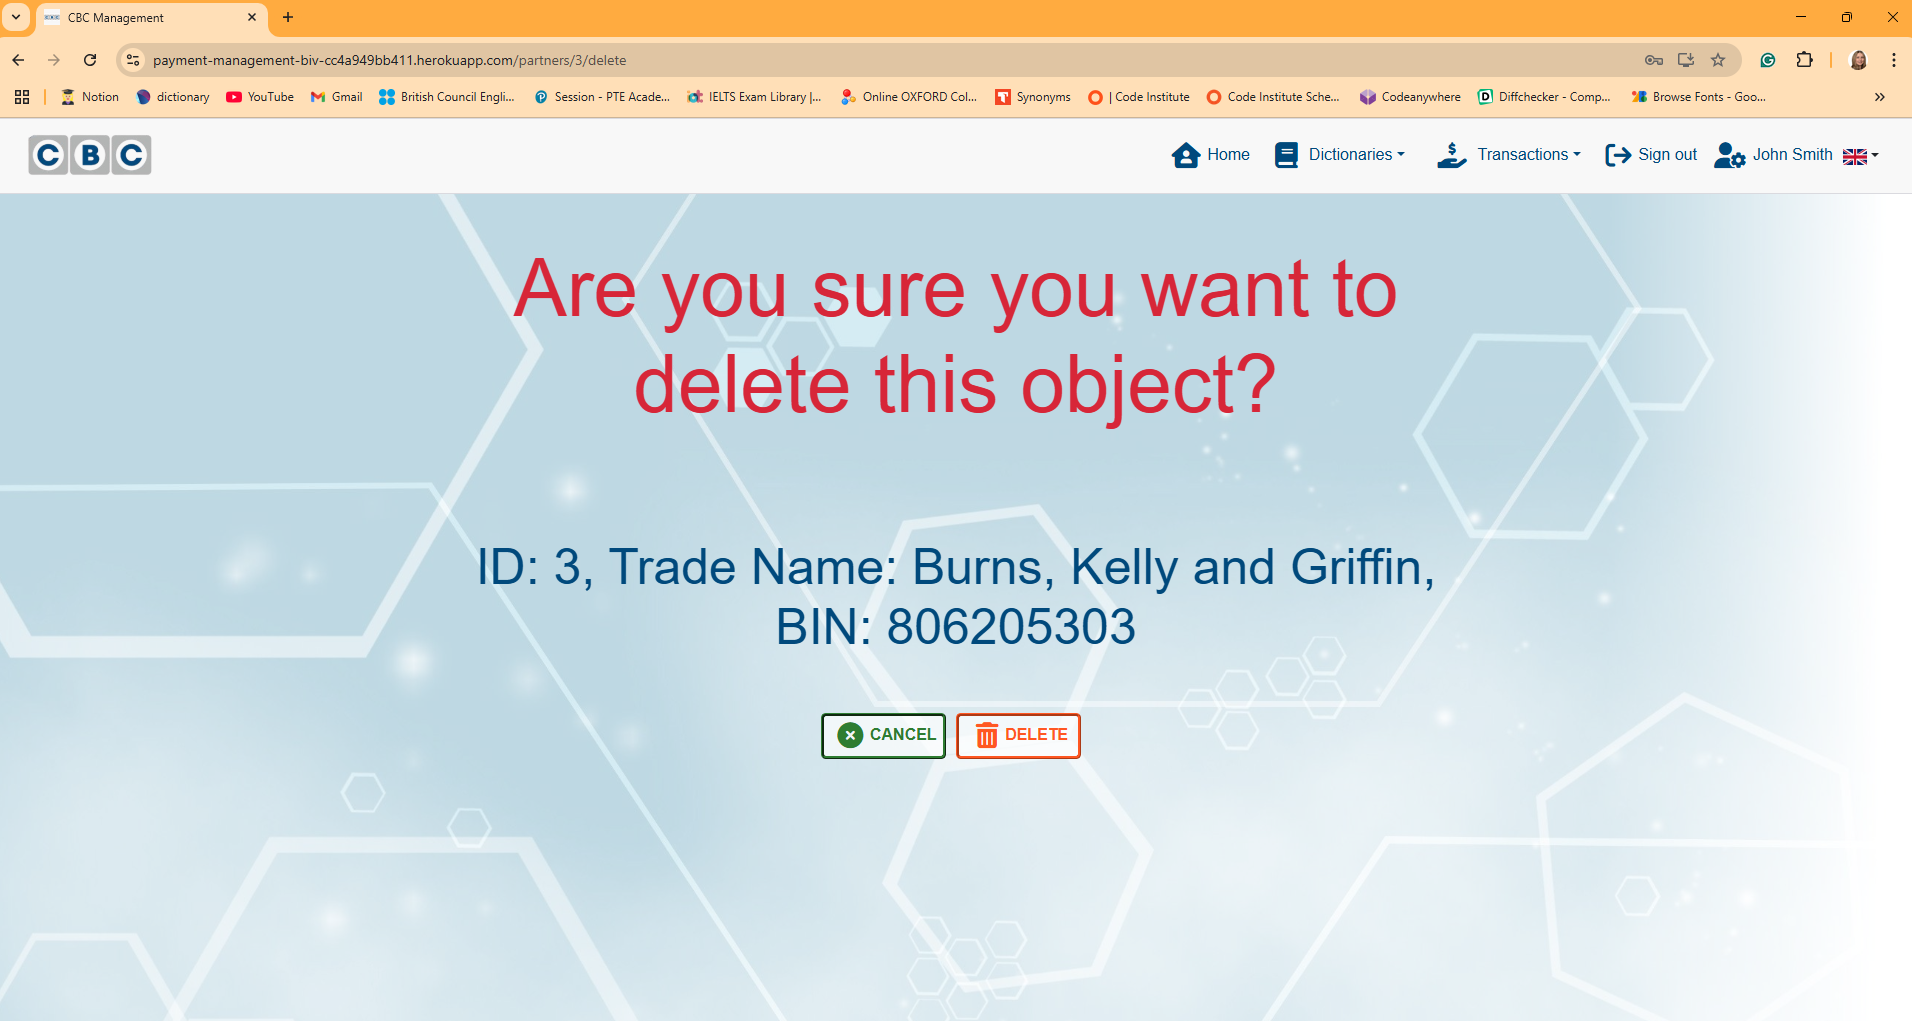 CBC Management
payment-management-biv-cc4a949bb411.herokuapp.com/partners/3/delete
Notion dictionary YouTube Gmail British Council Engli... Session - PTE Acade... IELTS Exam Library |... Online OXFORD Col... Synonyms | Code Institute Code Institute Sche... Codeanywhere Diffchecker - Comp... Browse Fonts - Goo...
CBC Home Dictionaries Transactions Sign out John Smith
Are you sure you want to
delete this object?
ID: 3, Trade Name: Burns, Kelly and Griffin,
BIN: 806205303
CANCEL DELETE